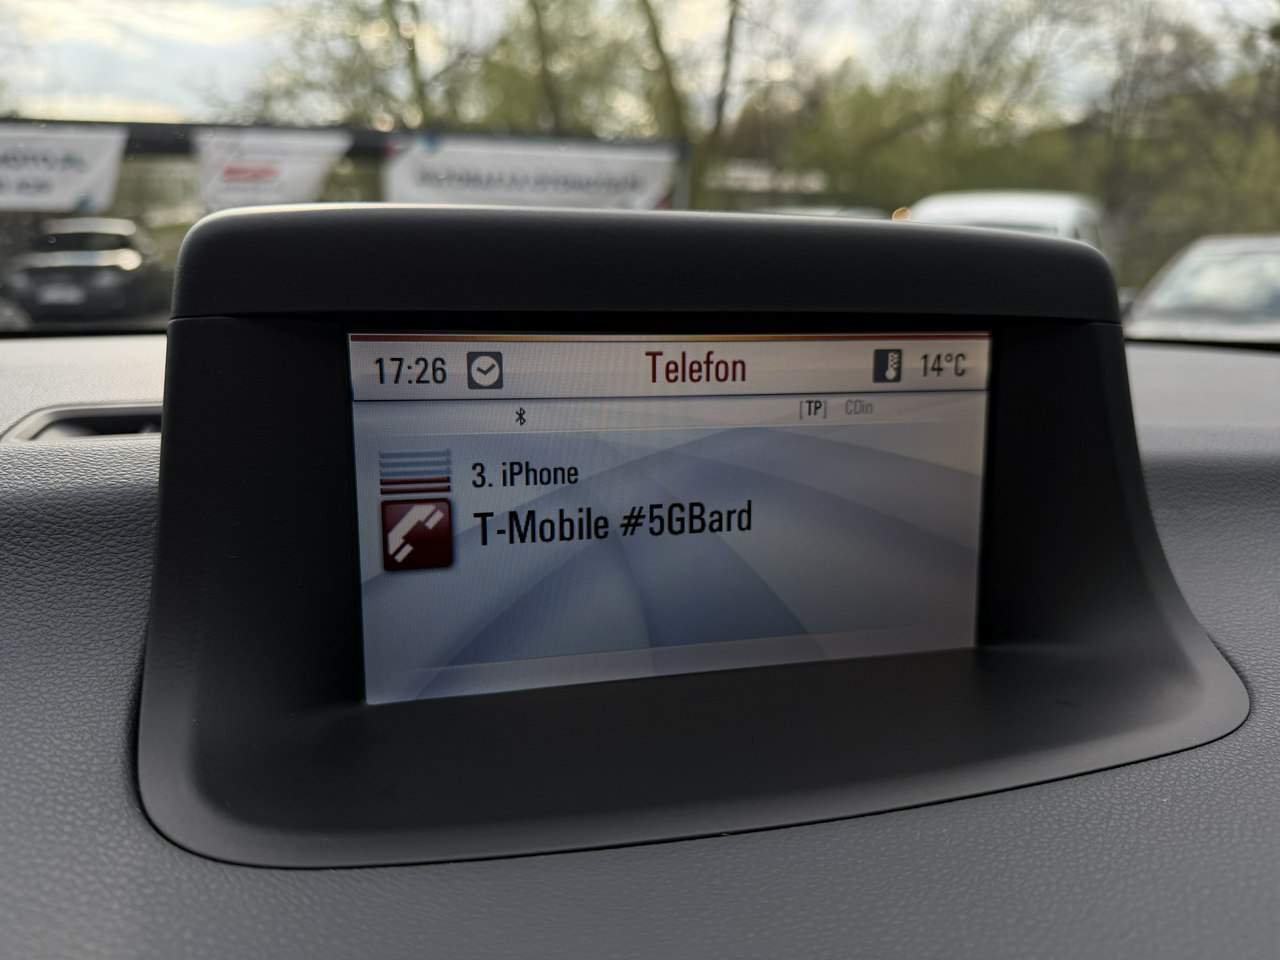 17:26 Telefon 14°C
[TP] CDin
3. iPhone
T-Mobile #5GBard